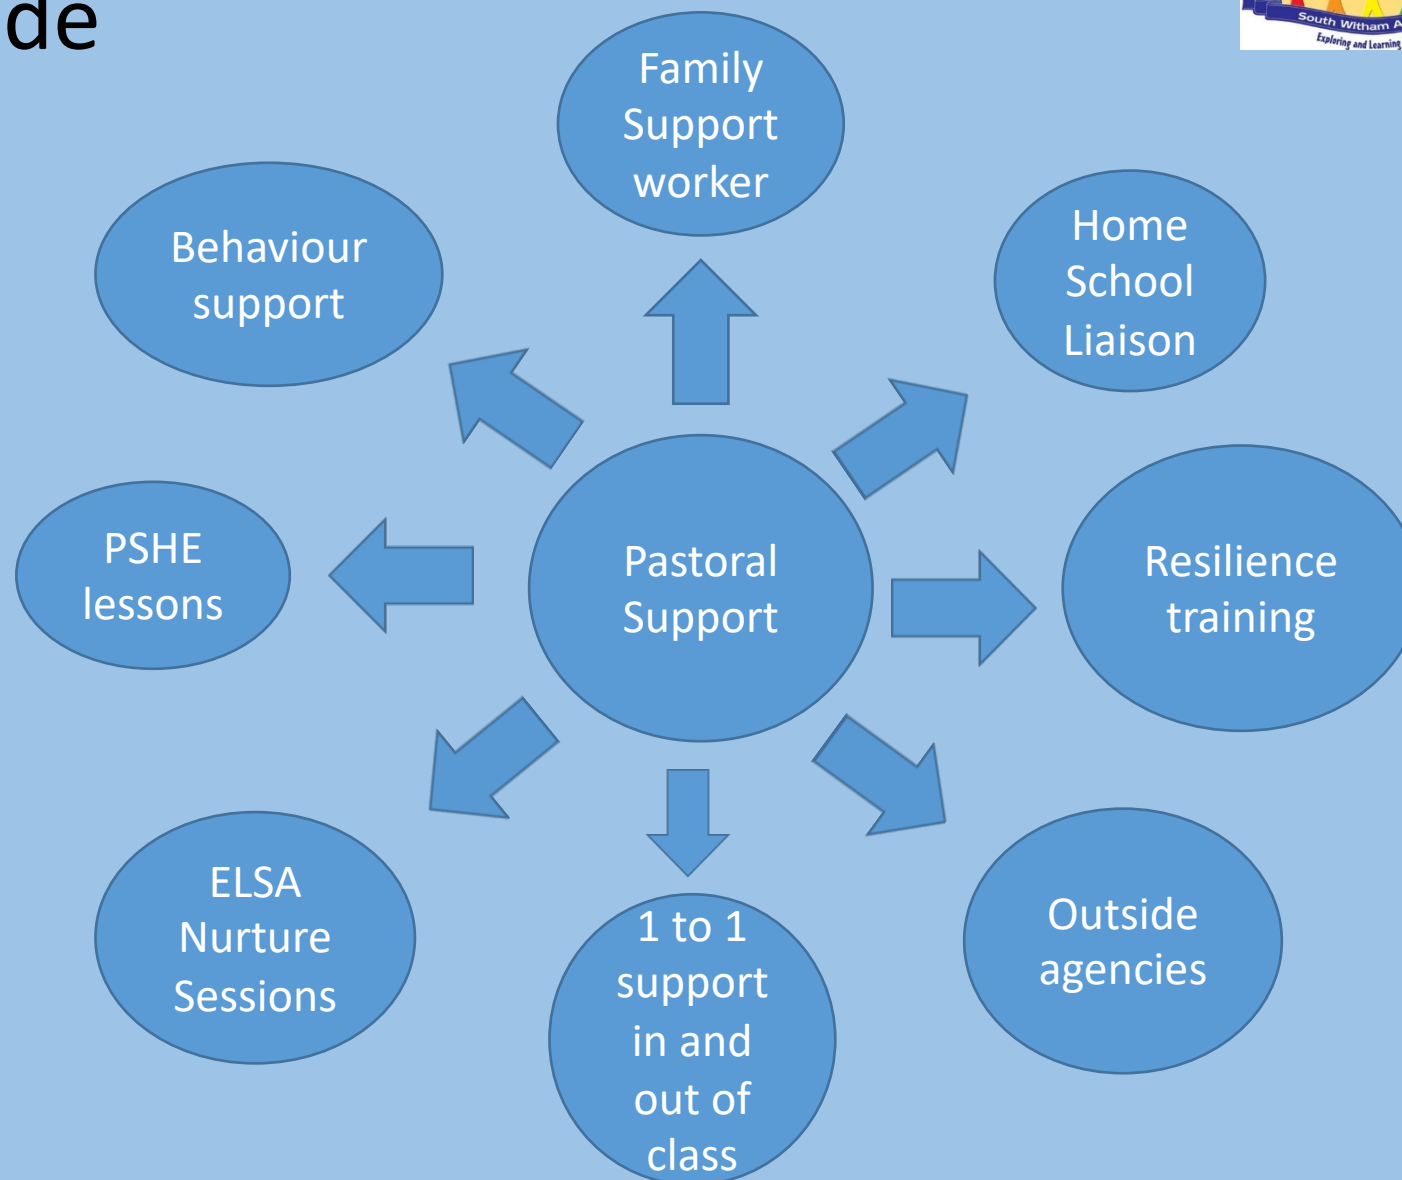 de
South Witham A
Exploring and Learning
Family
Support
worker
Home
School
Liaison
Behaviour
support
PSHE
lessons
Pastoral
Support
Resilience
training
ELSA
Nurture
Sessions
1 to 1
support
in and
out of
class
Outside
agencies